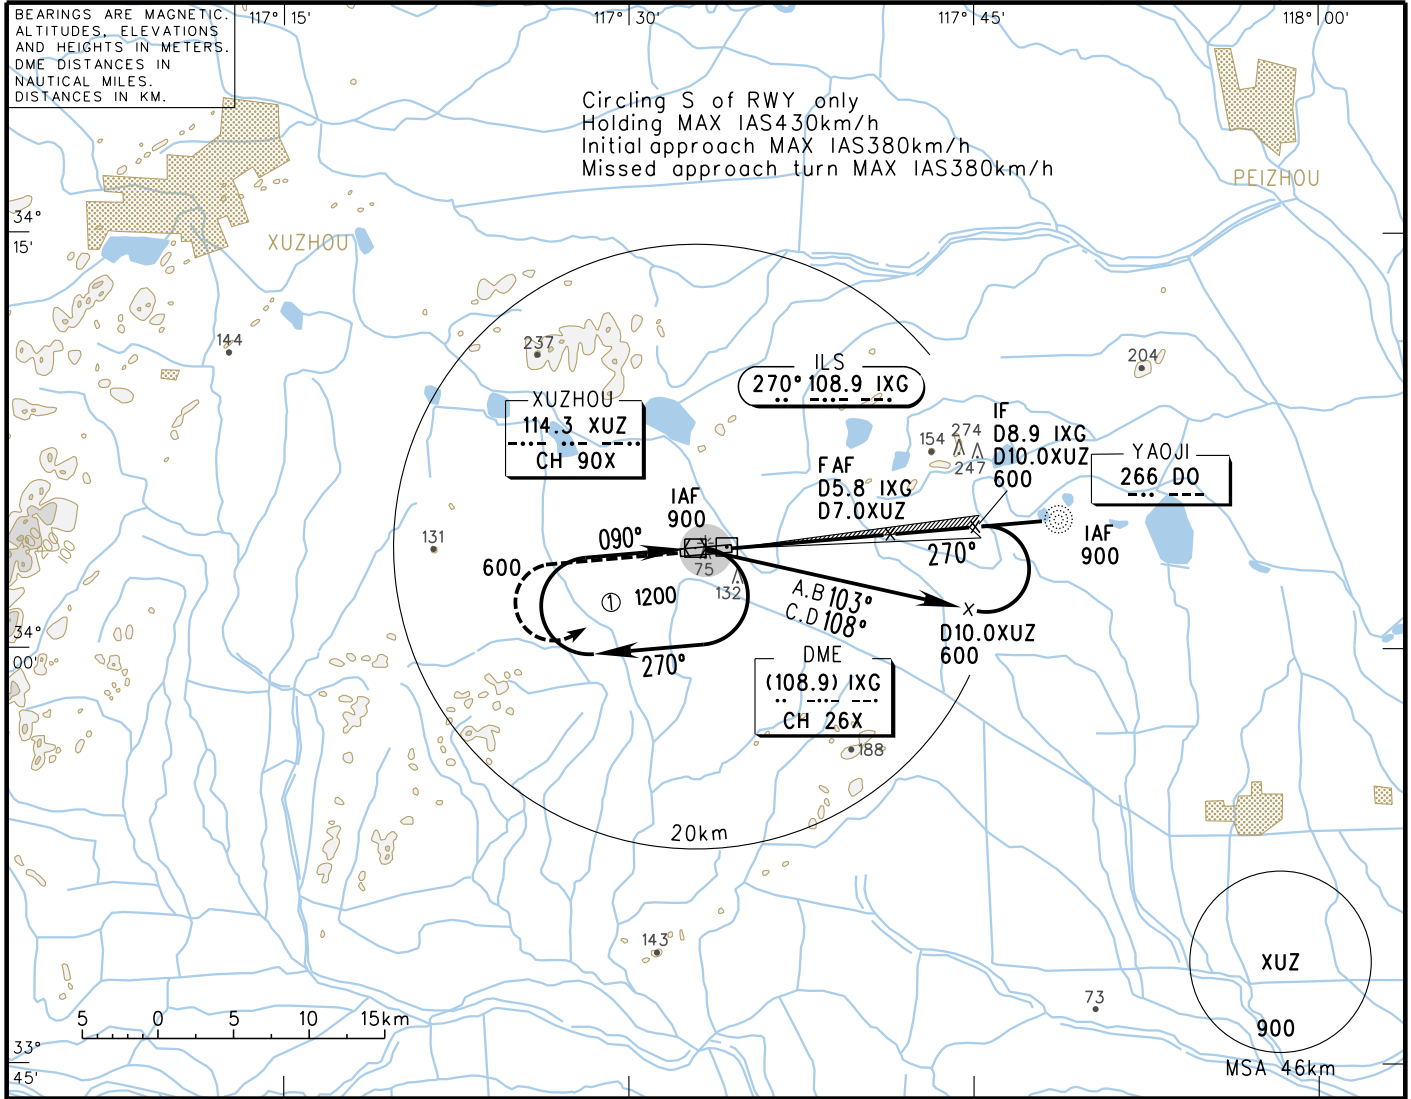 BEARINGS ARE MAGNETIC.
ALTITUDES, ELEVATIONS
AND HEIGHTS IN METERS.
DME DISTANCES IN
NAUTICAL MILES.
DISTANCES IN KM.
117° 15'
117° 30'
117° 45'
118° 00'
Circling S of RWY only
Holding MAX IAS430km/h
Initial approach MAX IAS380km/h
Missed approach turn MAX IAS380km/h
PEIZHOU
34°
15'
XUZHOU
144
237
204
ILS
270° 108.9 IXG
XUZHOU
114.3 XUZ
CH 90X
154
274
247
IF
D8.9 IXG
D10.0XUZ
600
YAOJI
266 DO
FAF
D5.8 IXG
D7.0XUZ
IAF
900
IAF
900
131
090°
600
75
132
270°
① 1200
A.B 103°
C.D 108°
D10.0XUZ
600
270°
34°
00'
DME
(108.9) IXG
CH 26X
188
20km
143
73
XUZ
900
MSA 46km
5 0 5 10 15km
33°
45'